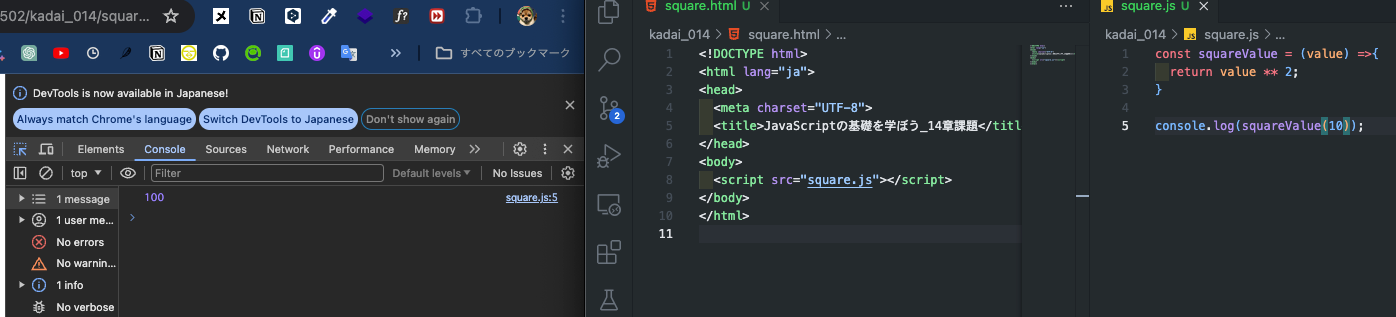 502/kadai_014/squar...
f?
すべてのブックマーク
DevTools is now available in Japanese!
Always match Chrome's language
Switch DevTools to Japanese
Don't show again
Elements
Console
Sources
Network
Performance
Memory
top
Filter
Default levels
No Issues
1 message
1 user me...
No errors
No warnin...
1 info
No verbose
100
square.js:5
2
square.html U
kadai_014 > square.html > ...
1 <!DOCTYPE html>
2 <html lang="ja">
3 <head>
4 <meta charset="UTF-8">
5 <title>JavaScriptの基礎を学ぼう_14章課題</titl
6 </head>
7 <body>
8 <script src="square.js"></script>
9 </body>
10 </html>
11
JS square.js U
kadai_014 > JS square.js > ...
1 const squareValue = (value) =>{
2 return value ** 2;
3 }
4
5 console.log(squareValue(10));